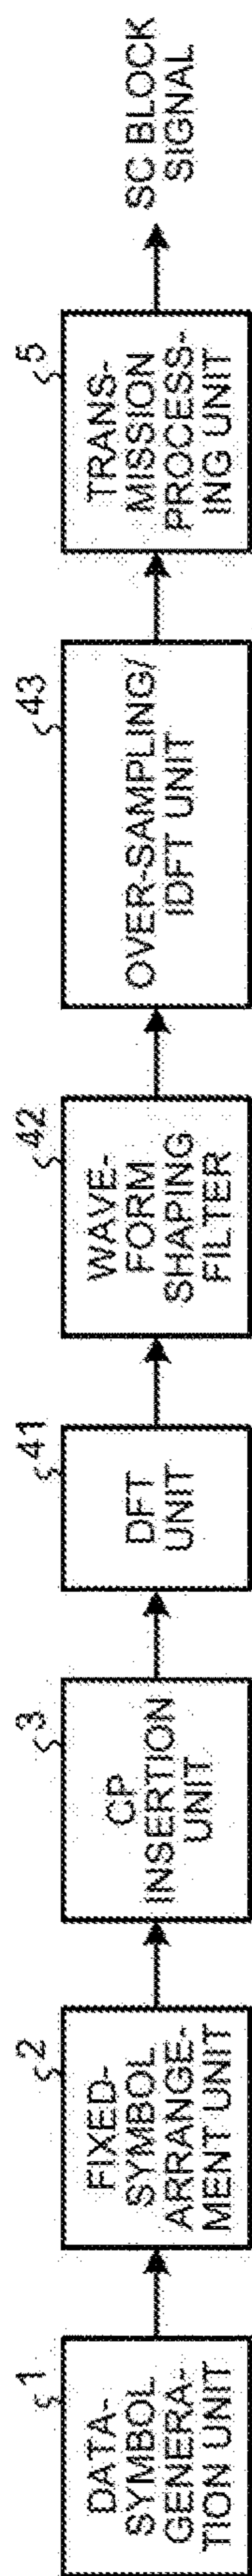 1
DATA-
SYMBOL
GENERA-
TION UNIT
2
FIXED-
SYMBOL
ARRANGE-
MENT UNIT
3
CP
INSERTION
UNIT
41
DFT
UNIT
42
WAVE-
FORM
SHAPING
FILTER
43
OVER-SAMPLING/
IDFT UNIT
5
TRANS-
MISSION
PROCESS-
ING UNIT
SC BLOCK
SIGNAL